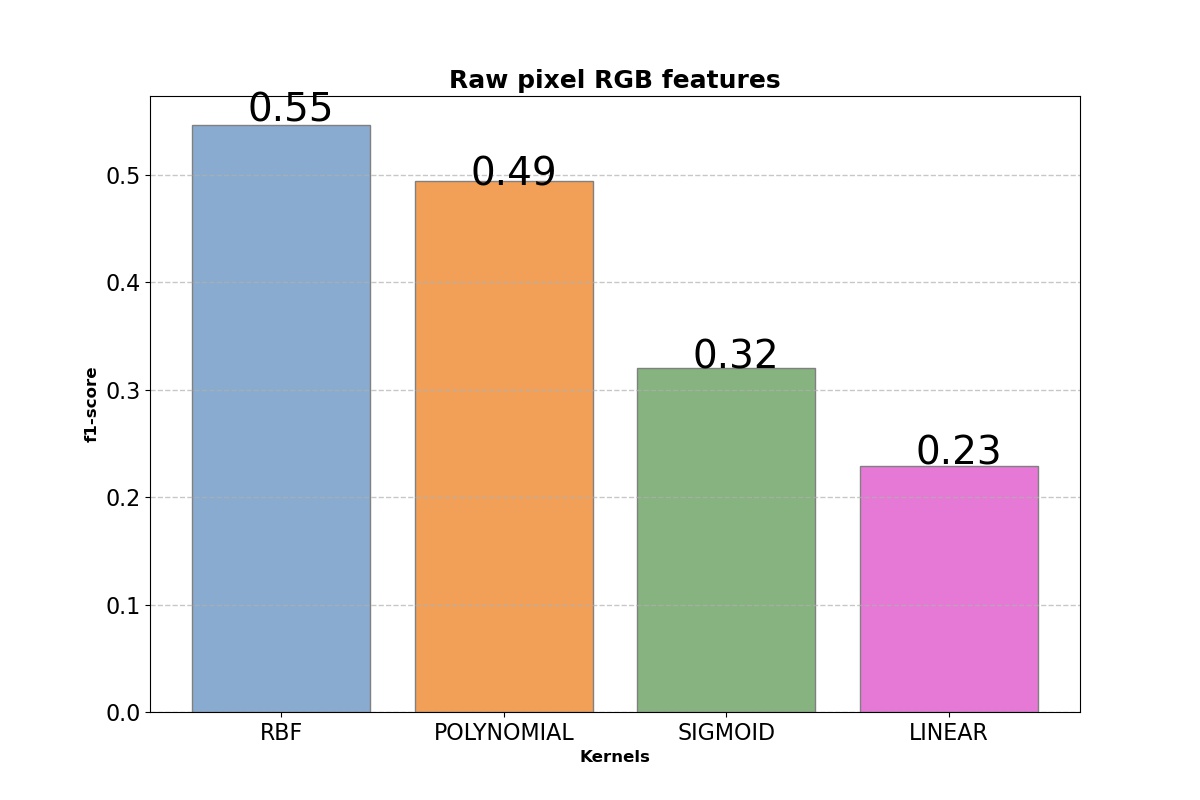 Raw pixel RGB features
0.55
0.49
0.32
0.23
0.5
0.4
0.3
0.2
0.1
0.0
f1-score
RBF POLYNOMIAL SIGMOID LINEAR
Kernels